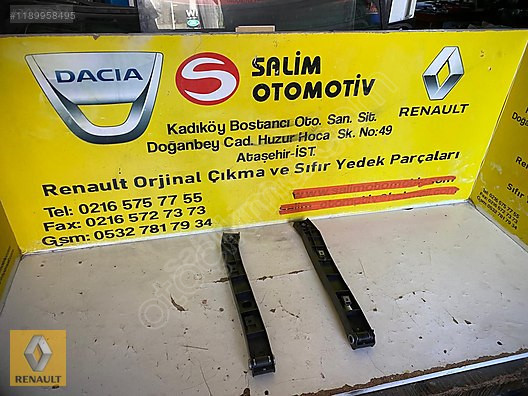 #1189958495
DACIA
SALİM
OTOMOTİV
RENAULT
Kadıköy Bostancı Oto. San. Sit.
Doğanbey Cad. Huzur Hoca Sk. No:49
Ataşehir-İST.
Renault Orjinal Çıkma ve Sıfır Yedek Parçaları
Tel: 0216 575 77 55
Fax: 0216 572 73 73
Gsm: 0532 781 79 34
RENAULT